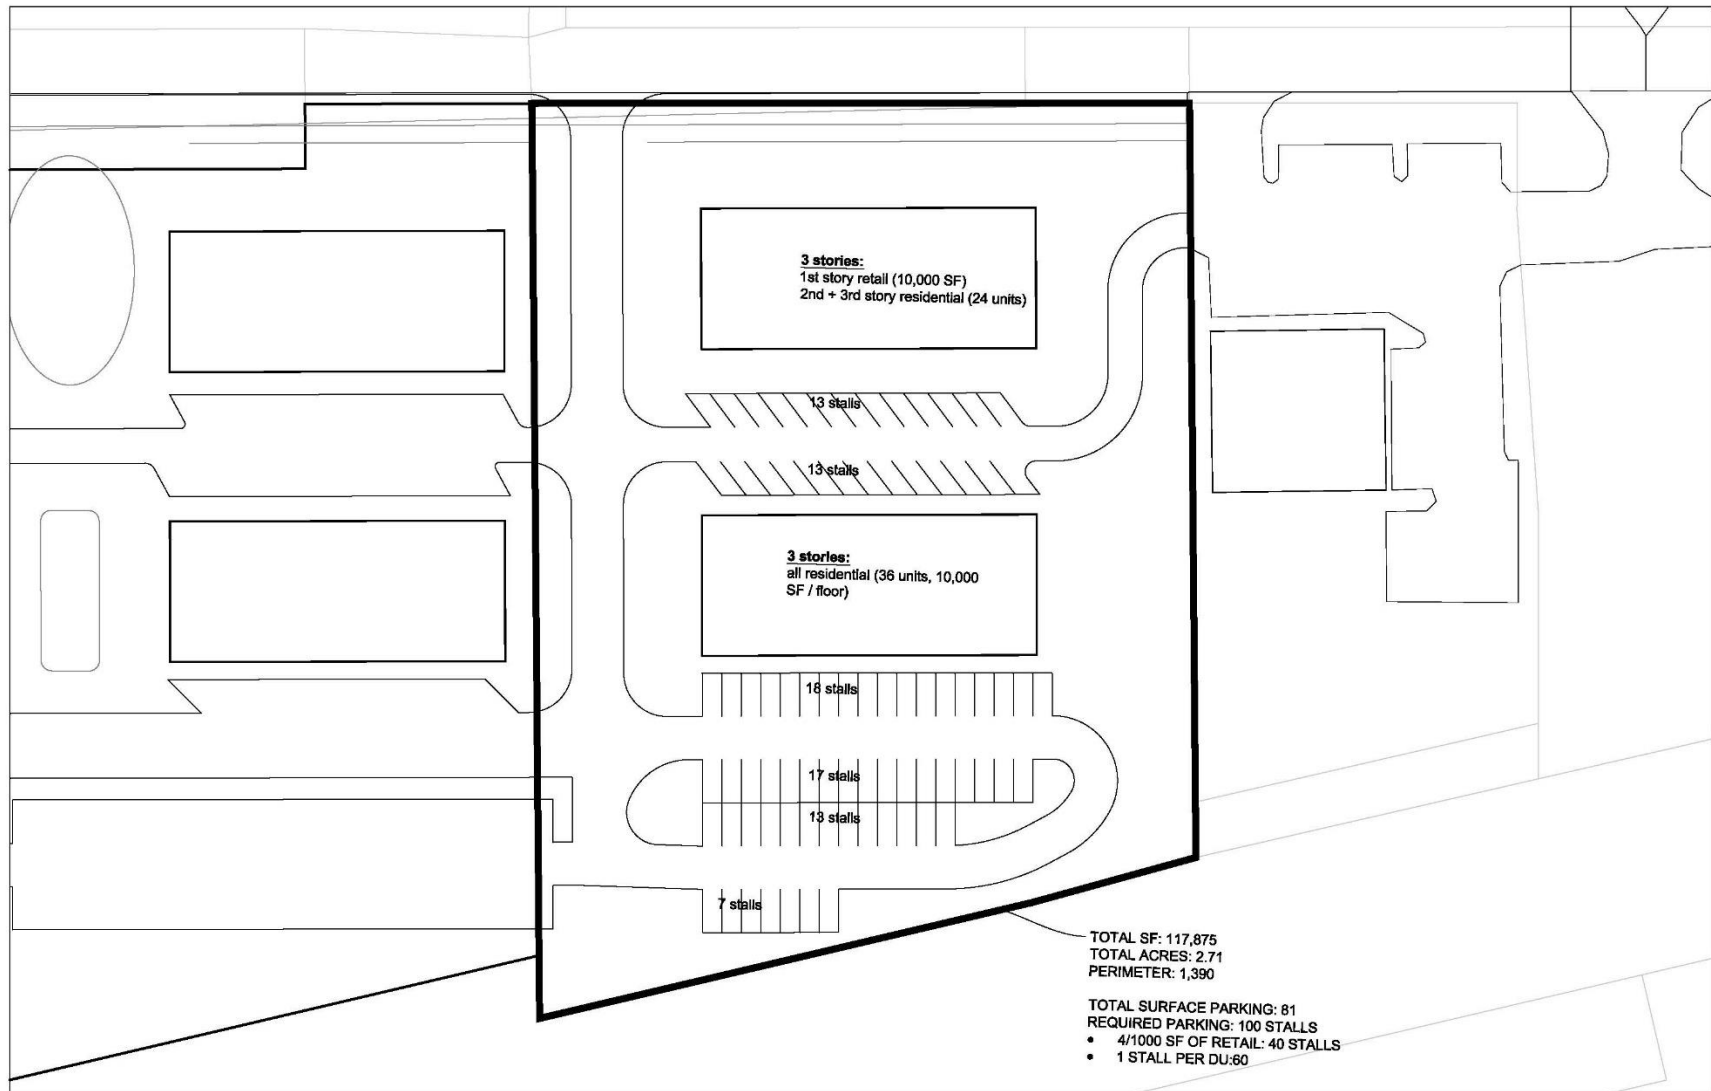 3 stories:
1st story retail (10,000 SF)
2nd + 3rd story residential (24 units)
13 stalls
13 stalls
3 stories:
all residential (36 units, 10,000
SF / floor)
18 stalls
17 stalls
13 stalls
7 stalls
TOTAL SF: 117,875
TOTAL ACRES: 2.71
PERIMETER: 1,390
TOTAL SURFACE PARKING: 81
REQUIRED PARKING: 100 STALLS
• 4/1000 SF OF RETAIL: 40 STALLS
• 1 STALL PER DU:60